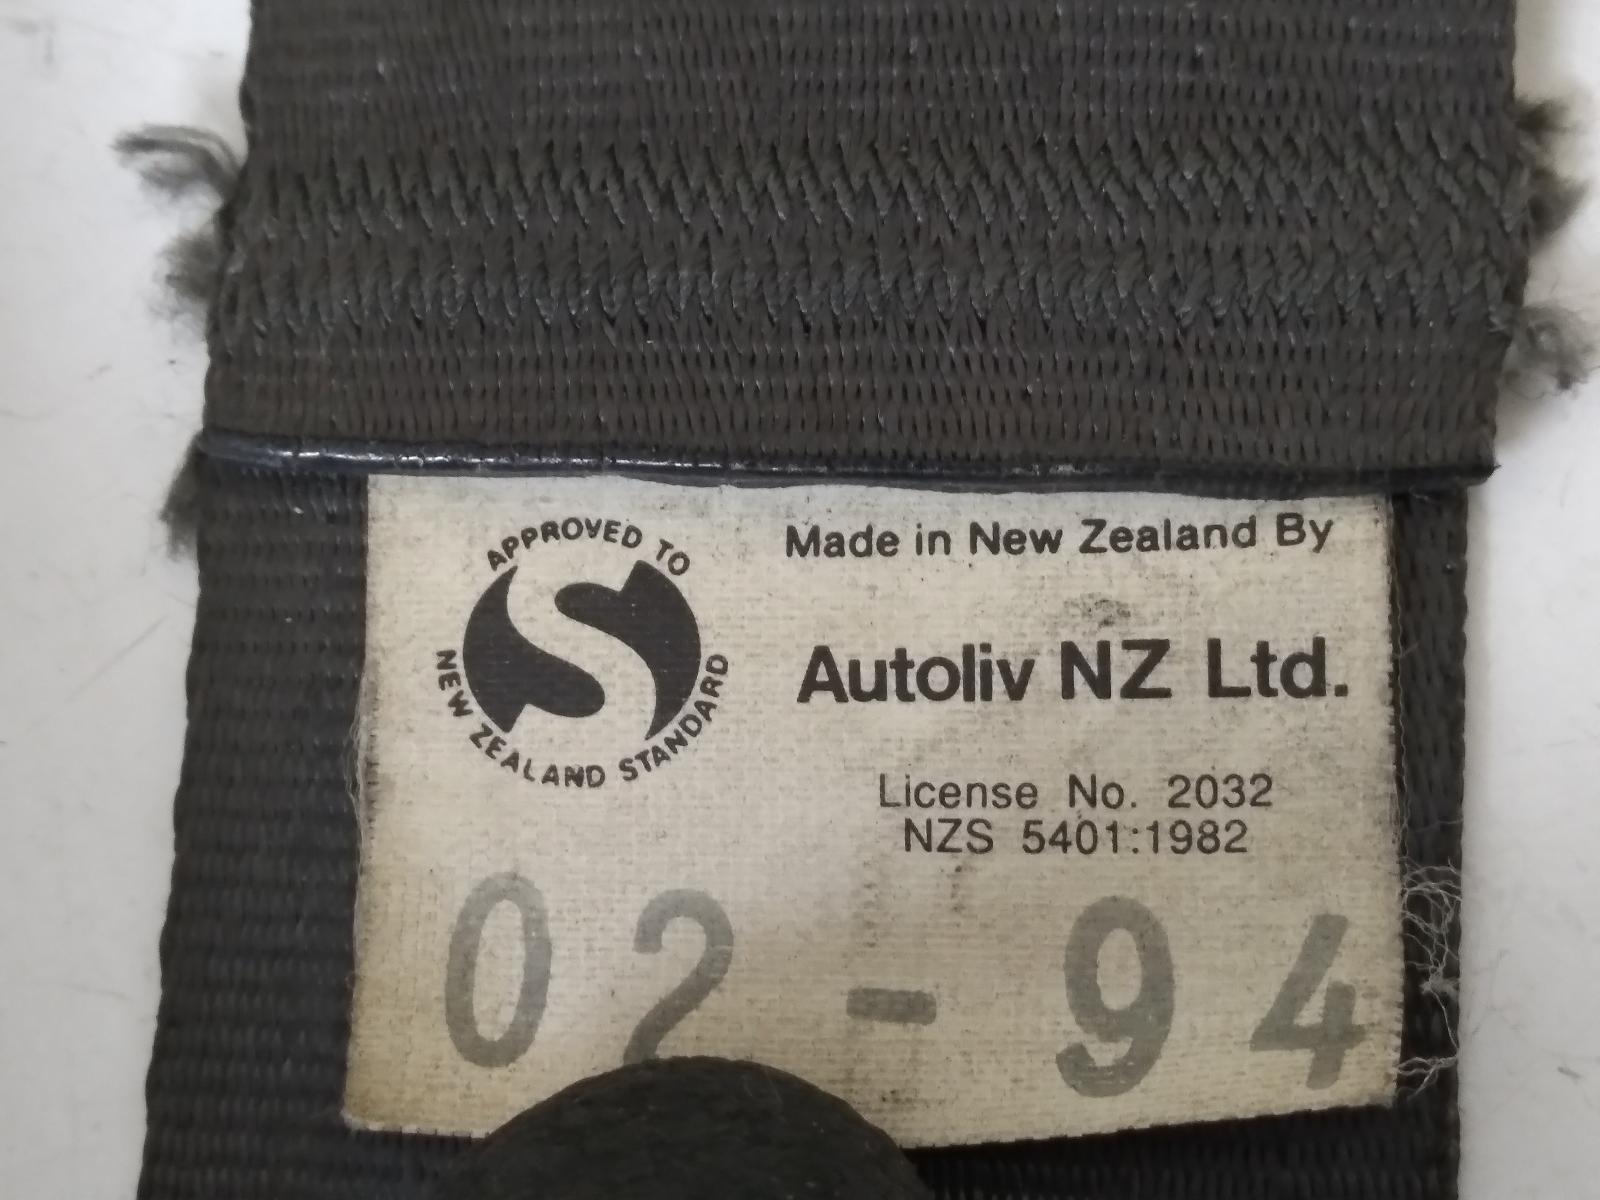 APPROVED TO
NEW ZEALAND STANDARD
Made in New Zealand By
Autoliv NZ Ltd.
License No. 2032
NZS 5401:1982
02-94